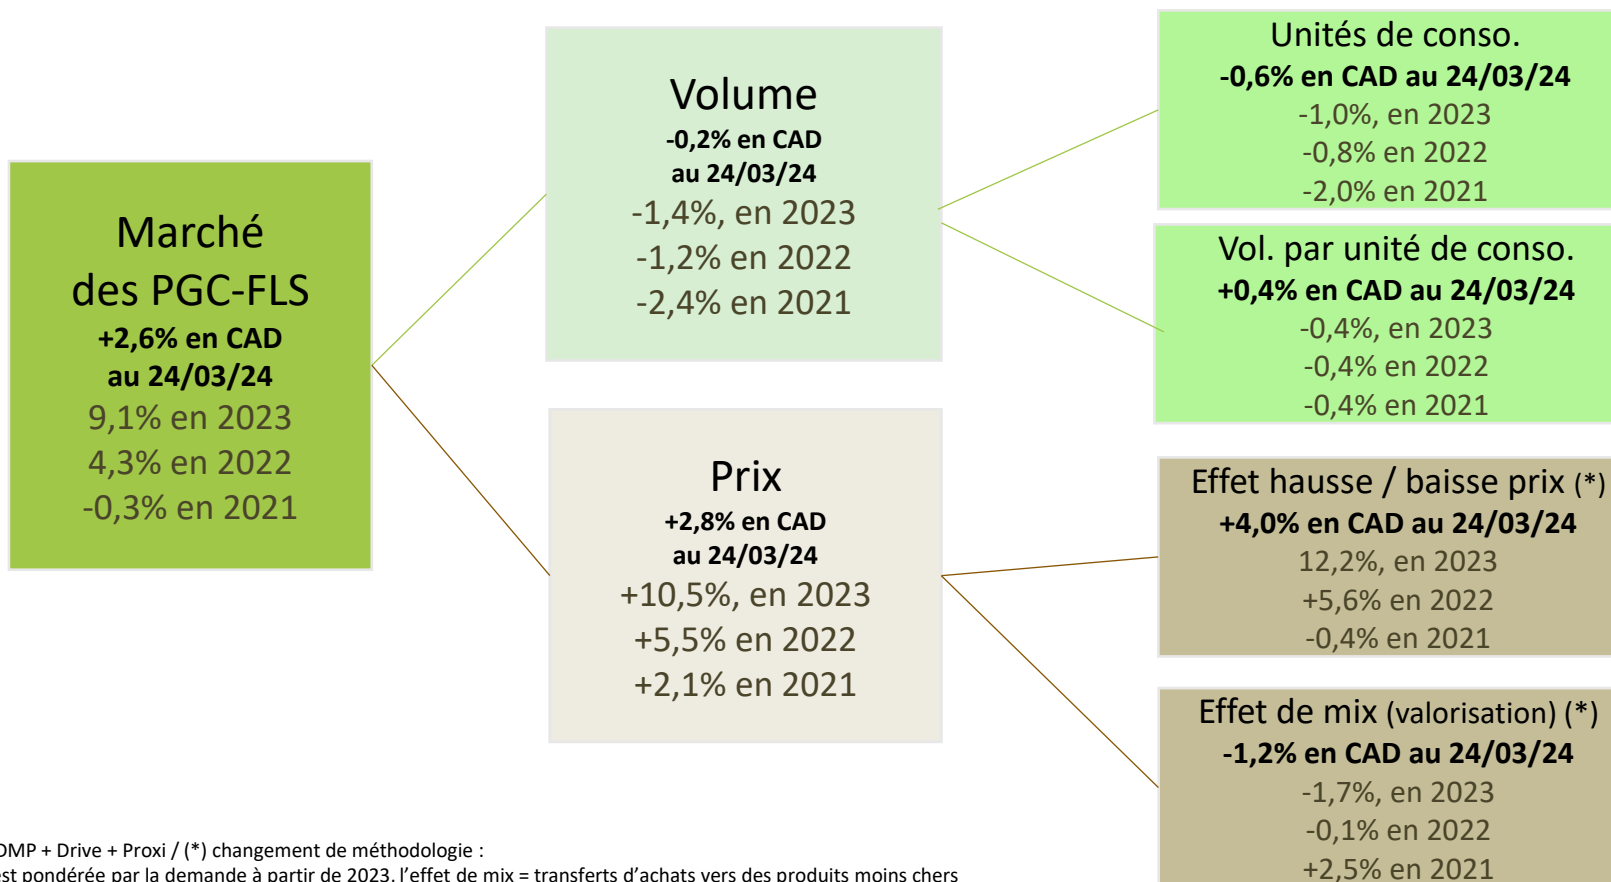 Marché
des PGC-FLS
+2,6% en CAD
au 24/03/24
9,1% en 2023
4,3% en 2022
-0,3% en 2021
Volume
-0,2% en CAD
au 24/03/24
-1,4%, en 2023
-1,2% en 2022
-2,4% en 2021
Prix
+2,8% en CAD
au 24/03/24
+10,5%, en 2023
+5,5% en 2022
+2,1% en 2021
Unités de conso.
-0,6% en CAD au 24/03/24
-1,0%, en 2023
-0,8% en 2022
-2,0% en 2021
Vol. par unité de conso.
+0,4% en CAD au 24/03/24
-0,4%, en 2023
-0,4% en 2022
-0,4% en 2021
Effet hausse / baisse prix (*)
+4,0% en CAD au 24/03/24
12,2%, en 2023
+5,6% en 2022
-0,4% en 2021
Effet de mix (valorisation) (*)
-1,2% en CAD au 24/03/24
-1,7%, en 2023
-0,1% en 2022
+2,5% en 2021
+ Drive + Proxi / (*) changement de méthodologie :
est pondérée par la demande à partir de 2023, l'effet de mix = transferts d'achats vers des produits moins chers